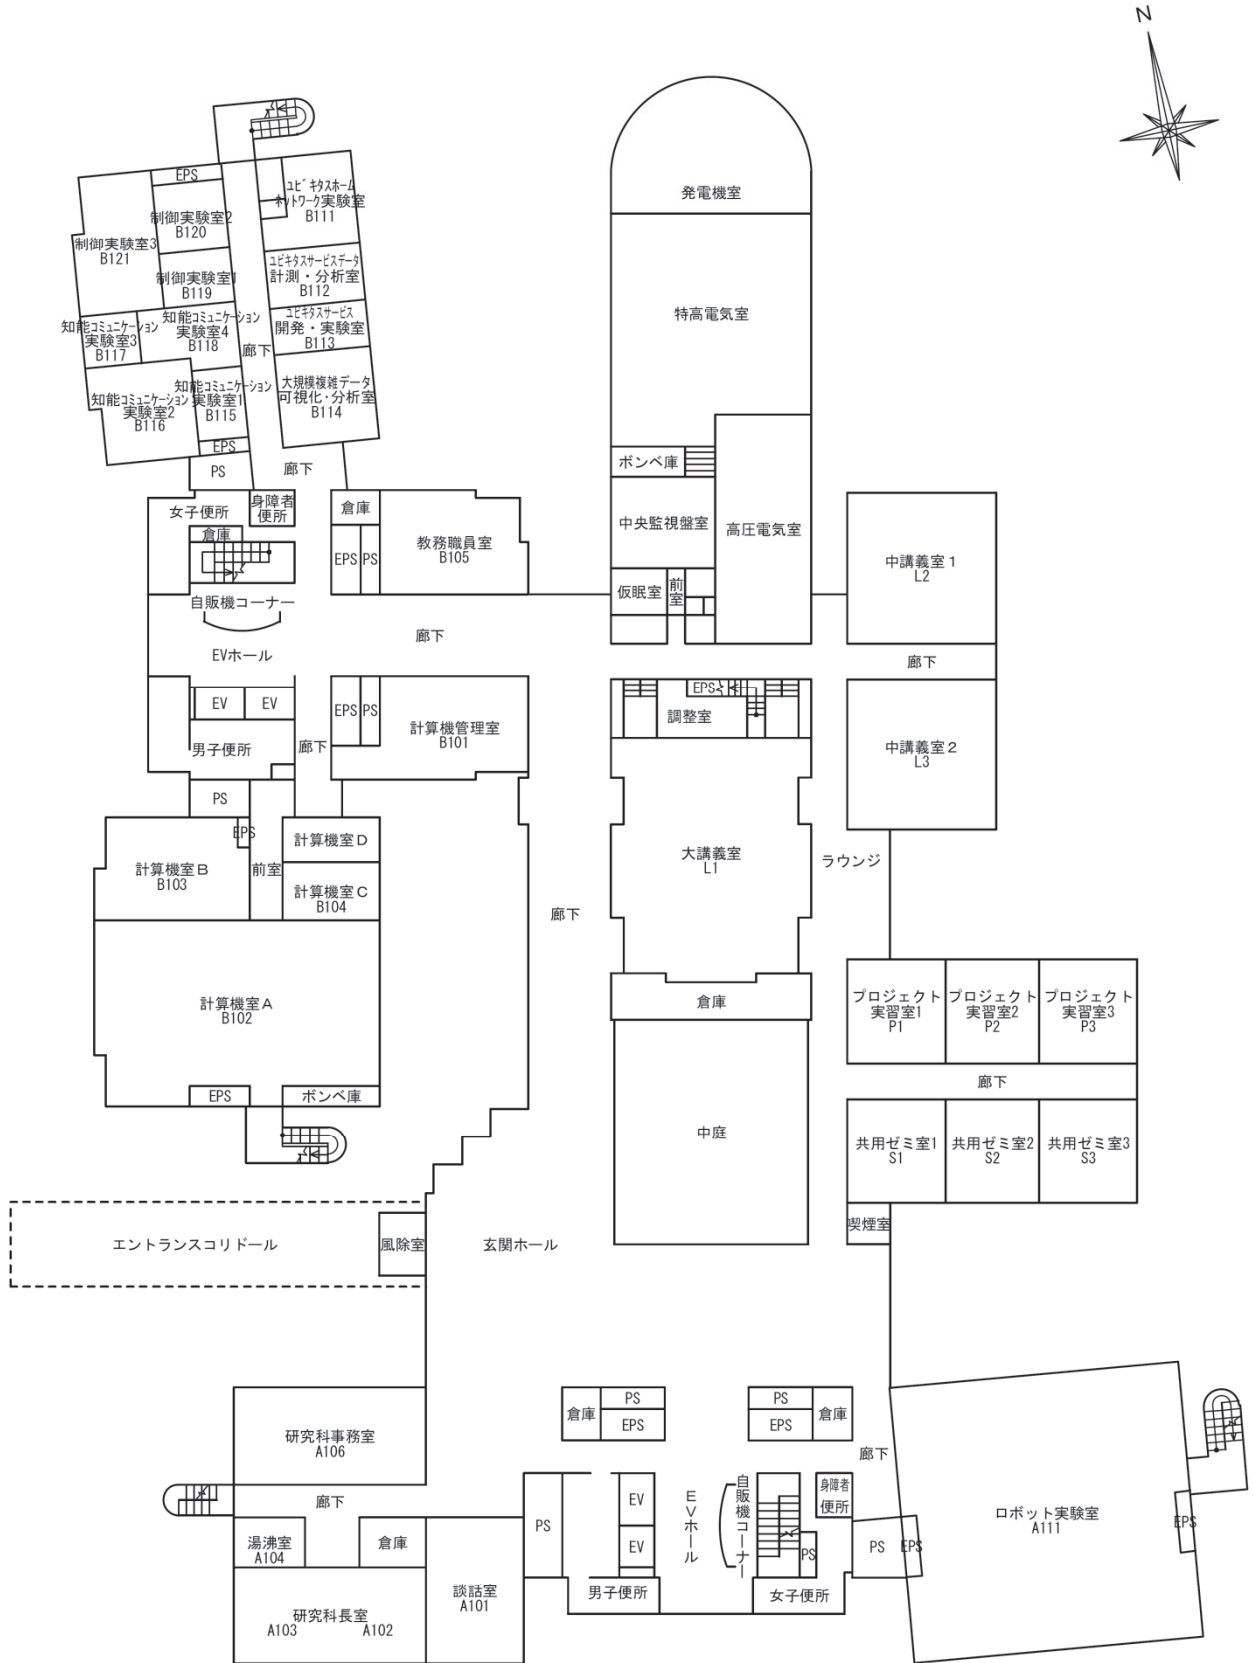 N
EPS
ユビキタスホーム
ネットワーク実験室
B111
制御実験室2
B120
制御実験室3
B121
制御実験室1
B119
ユビキタスサービスデータ
計測・分析室
B112
ユビキタスサービス
開発・実験室
B113
知能コミュニケーション
実験室3
B117
知能コミュニケーション
実験室4
B118
廊下
大規模複雑データ
可視化・分析室
B114
知能コミュニケーション
実験室1
B115
知能コミュニケーション
実験室2
B116
EPS
PS
廊下
発電機室
特高電気室
ボンベ庫
中央監視盤室
高圧電気室
仮眠室
前室
女子便所
身障者
便所
倉庫
倉庫
EPS
PS
教務職員室
B105
自販機コーナー
EVホール
廊下
中講義室1
L2
廊下
中講義室2
L3
EV
EV
男子便所
廊下
EPS
PS
計算機管理室
B101
EPS
調整室
大講義室
L1
ラウンジ
PS
EPS
計算機室B
B103
前室
計算機室D
計算機室C
B104
廊下
計算機室A
B102
EPS
ボンベ庫
倉庫
中庭
プロジェクト
実習室1
P1
プロジェクト
実習室2
P2
プロジェクト
実習室3
P3
廊下
共用ゼミ室1
S1
共用ゼミ室2
S2
共用ゼミ室3
S3
喫煙室
エントランスコリドール
風除室
玄関ホール
研究科事務室
A106
廊下
湯沸室
A104
倉庫
研究科長室
A103
A102
談話室
A101
倉庫
PS
EPS
PS
EPS
倉庫
廊下
PS
EV
EV
EVホール
自販機コーナー
身障者
便所
PS
PS
EPS
男子便所
女子便所
ロボット実験室
A111
EPS